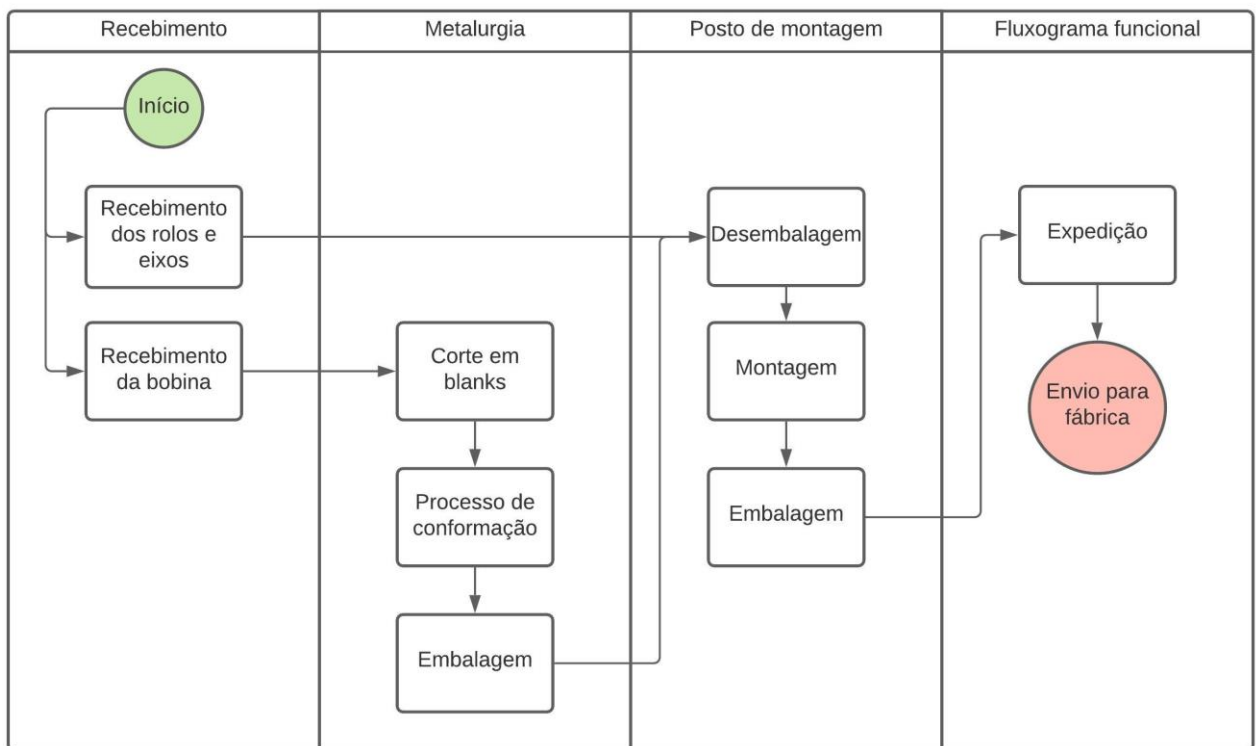 Recebimento
Metalurgia
Posto de montagem
Fluxograma funcional
Início
Recebimento
dos rolos e
eixos
Desembalagem
Expedição
Recebimento
da bobina
Corte em
blanks
Montagem
Envio para
fábrica
Processo de
conformação
Embalagem
Embalagem